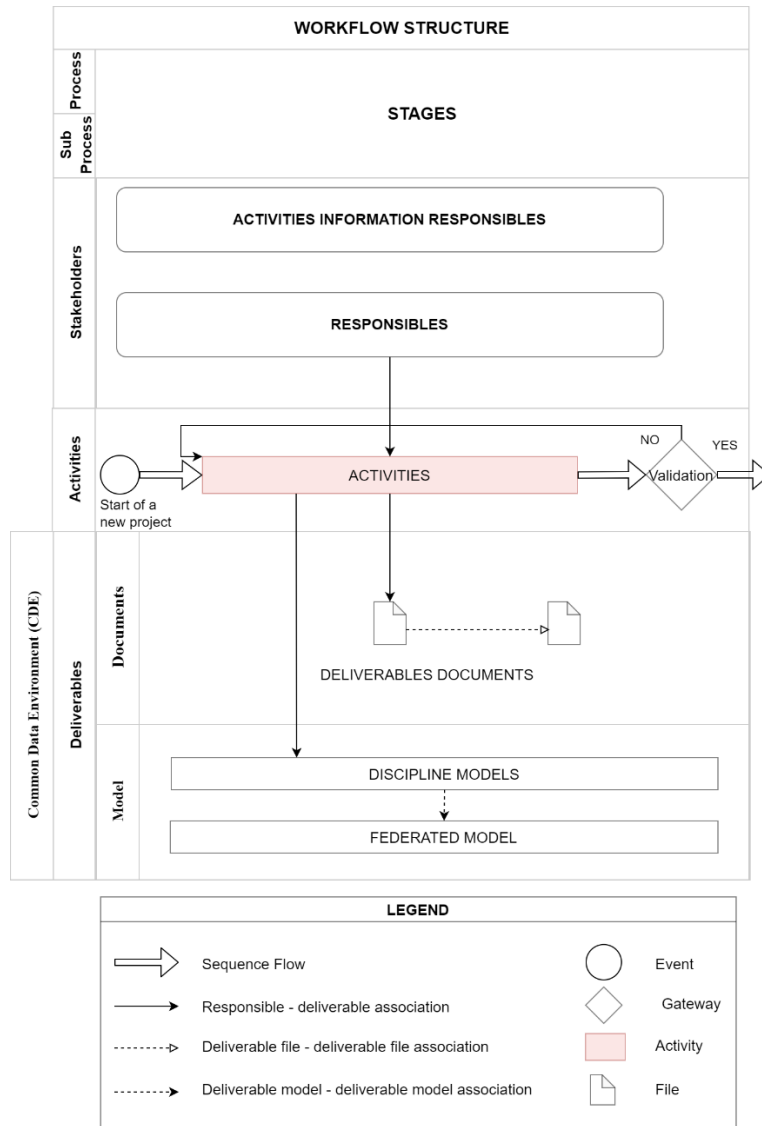 WORKFLOW STRUCTURE
Process
STAGES
Sub
Process
Stakeholders
ACTIVITIES INFORMATION RESPONSIBLES
RESPONSIBLES
Activities
NO
YES
ACTIVITIES
Validation
Start of a
new project
Common Data Environment (CDE)
Deliverables
Documents
DELIVERABLES DOCUMENTS
Model
DISCIPLINE MODELS
FEDERATED MODEL
LEGEND
Sequence Flow
Event
Responsible - deliverable association
Gateway
Deliverable file - deliverable file association
Activity
Deliverable model - deliverable model association
File